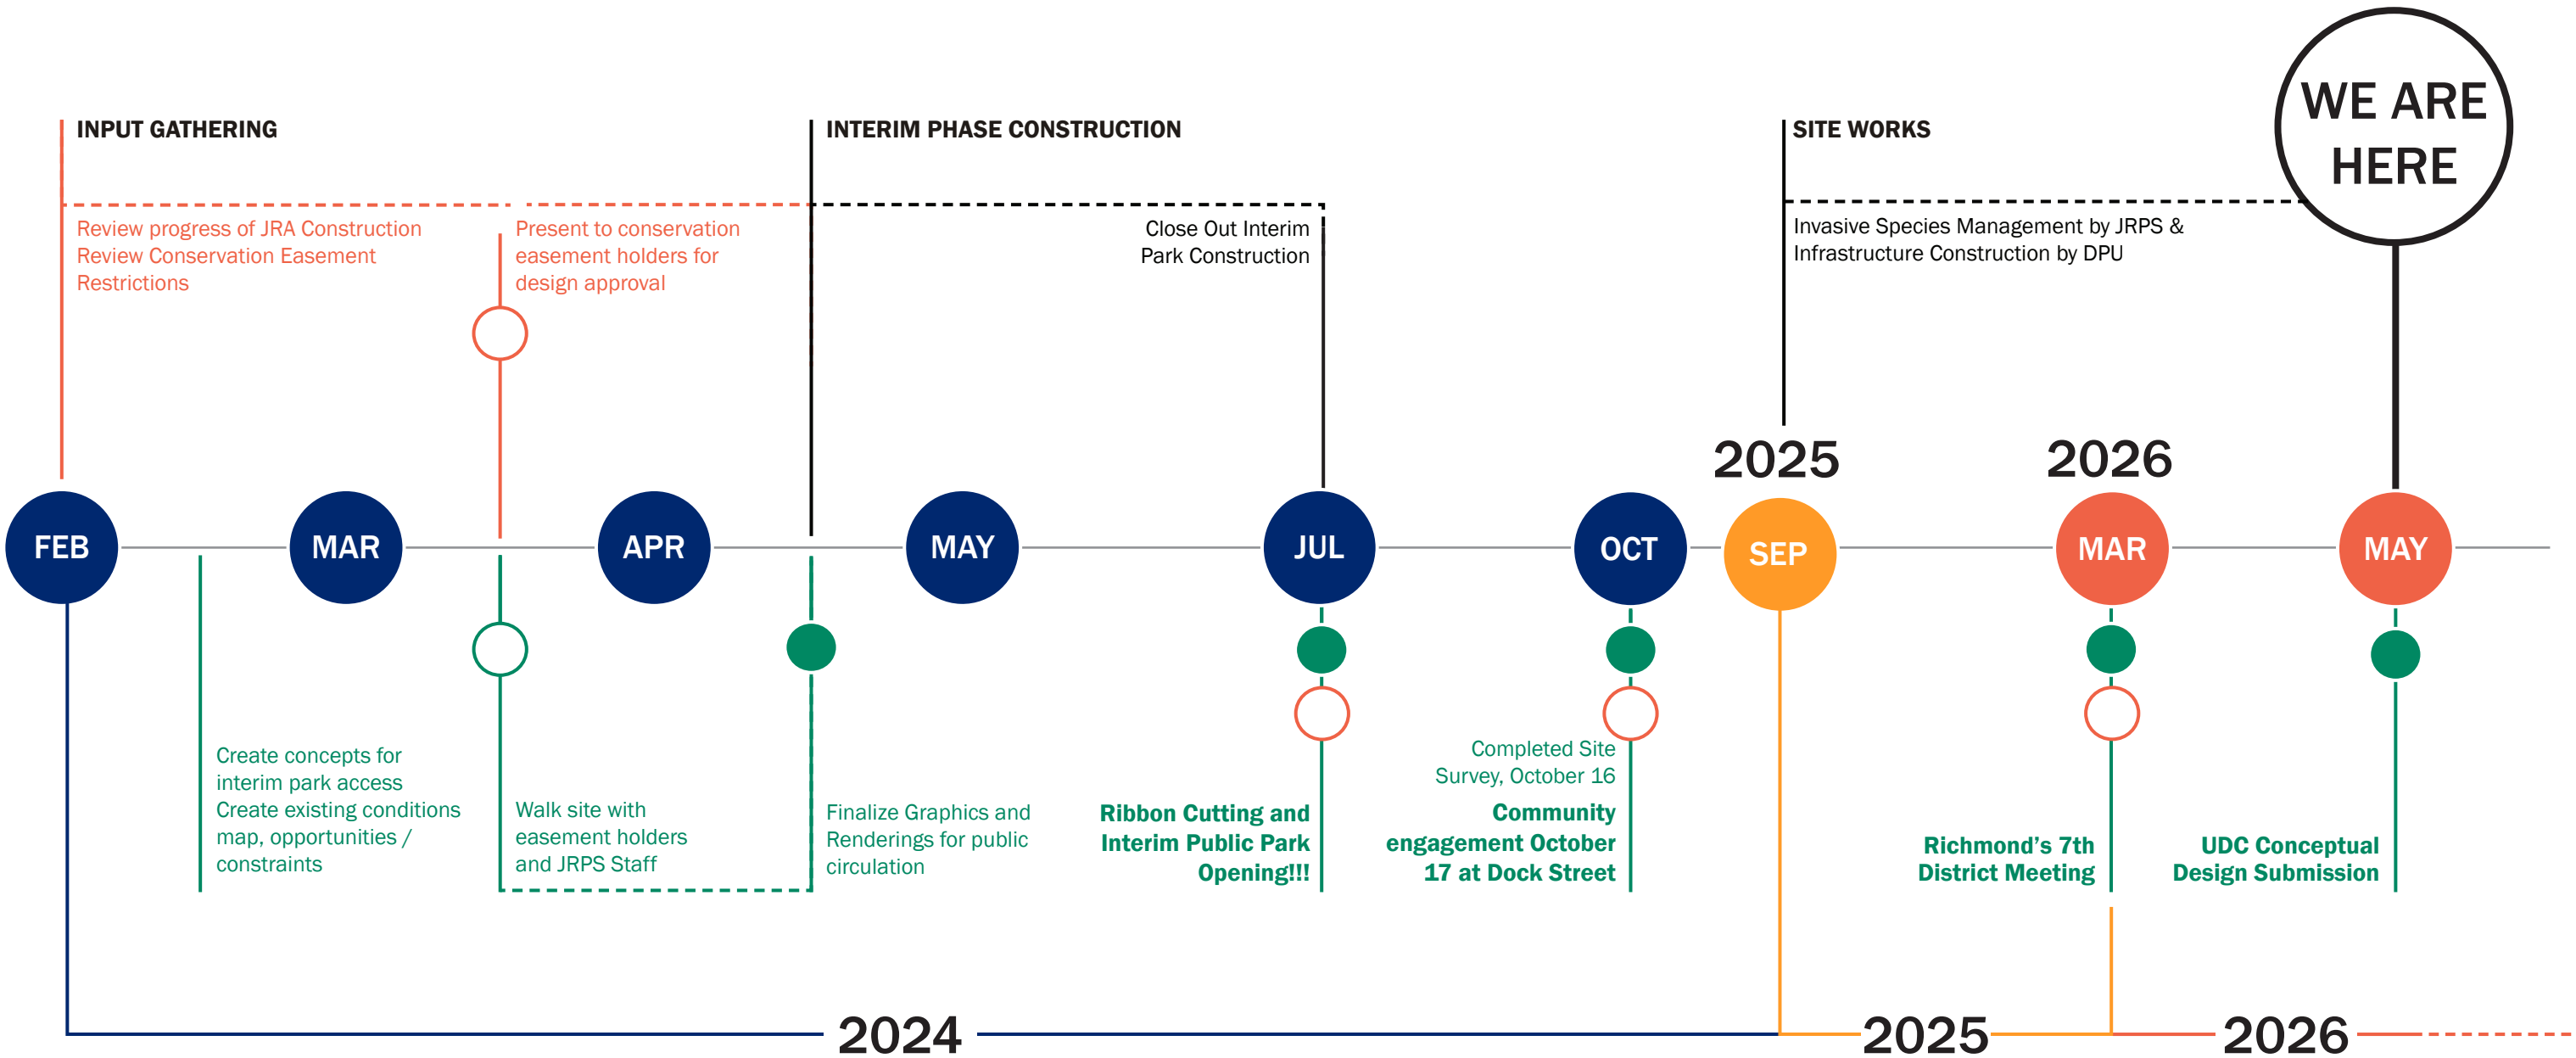 WE ARE
HERE
INPUT GATHERING
INTERIM PHASE CONSTRUCTION
SITE WORKS
Review progress of JRA Construction
Review Conservation Easement
Restrictions
Present to conservation
easement holders for
design approval
Close Out Interim
Park Construction
Invasive Species Management by JRPS &
Infrastructure Construction by DPU
2025
2026
FEB
MAR
APR
MAY
JUL
OCT
SEP
MAR
MAY
Create concepts for
interim park access
Create existing conditions
map, opportunities /
constraints
Walk site with
easement holders
and JRPS Staff
Finalize Graphics and
Renderings for public
circulation
Ribbon Cutting and
Interim Public Park
Opening!!!
Completed Site
Survey, October 16
Community
engagement October
17 at Dock Street
Richmond’s 7th
District Meeting
UDC Conceptual
Design Submission
2024
2025
2026